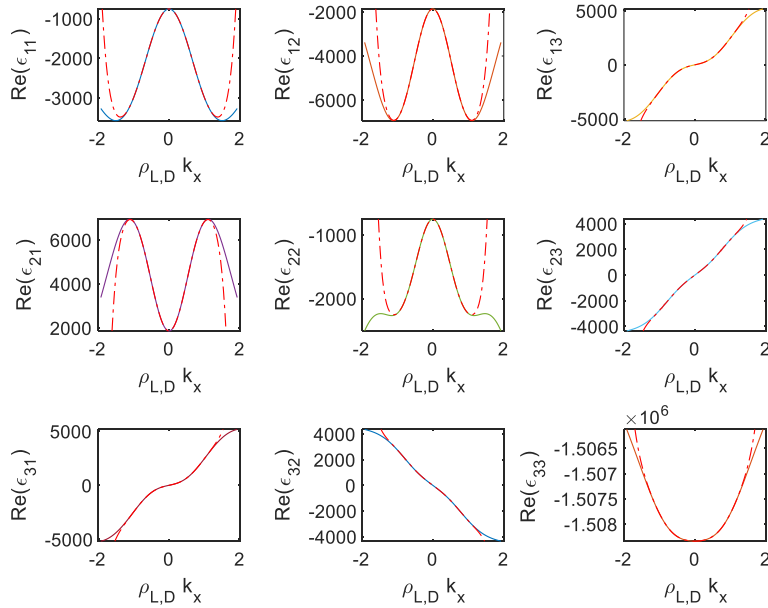 Re(ϵ11)
-1000
-2000
-3000
-2 0 2
ρL,D kx
Re(ϵ12)
-2000
-4000
-6000
-2 0 2
ρL,D kx
Re(ϵ13)
5000
0
-5000
-2 0 2
ρL,D kx
Re(ϵ21)
6000
4000
2000
-2 0 2
ρL,D kx
Re(ϵ22)
-1000
-2000
-2 0 2
ρL,D kx
Re(ϵ23)
4000
2000
0
-2000
-4000
-2 0 2
ρL,D kx
Re(ϵ31)
5000
0
-5000
-2 0 2
ρL,D kx
Re(ϵ32)
4000
2000
0
-2000
-4000
-2 0 2
ρL,D kx
Re(ϵ33)
×10^6
-1.5065
-1.507
-1.5075
-1.508
-2 0 2
ρL,D kx